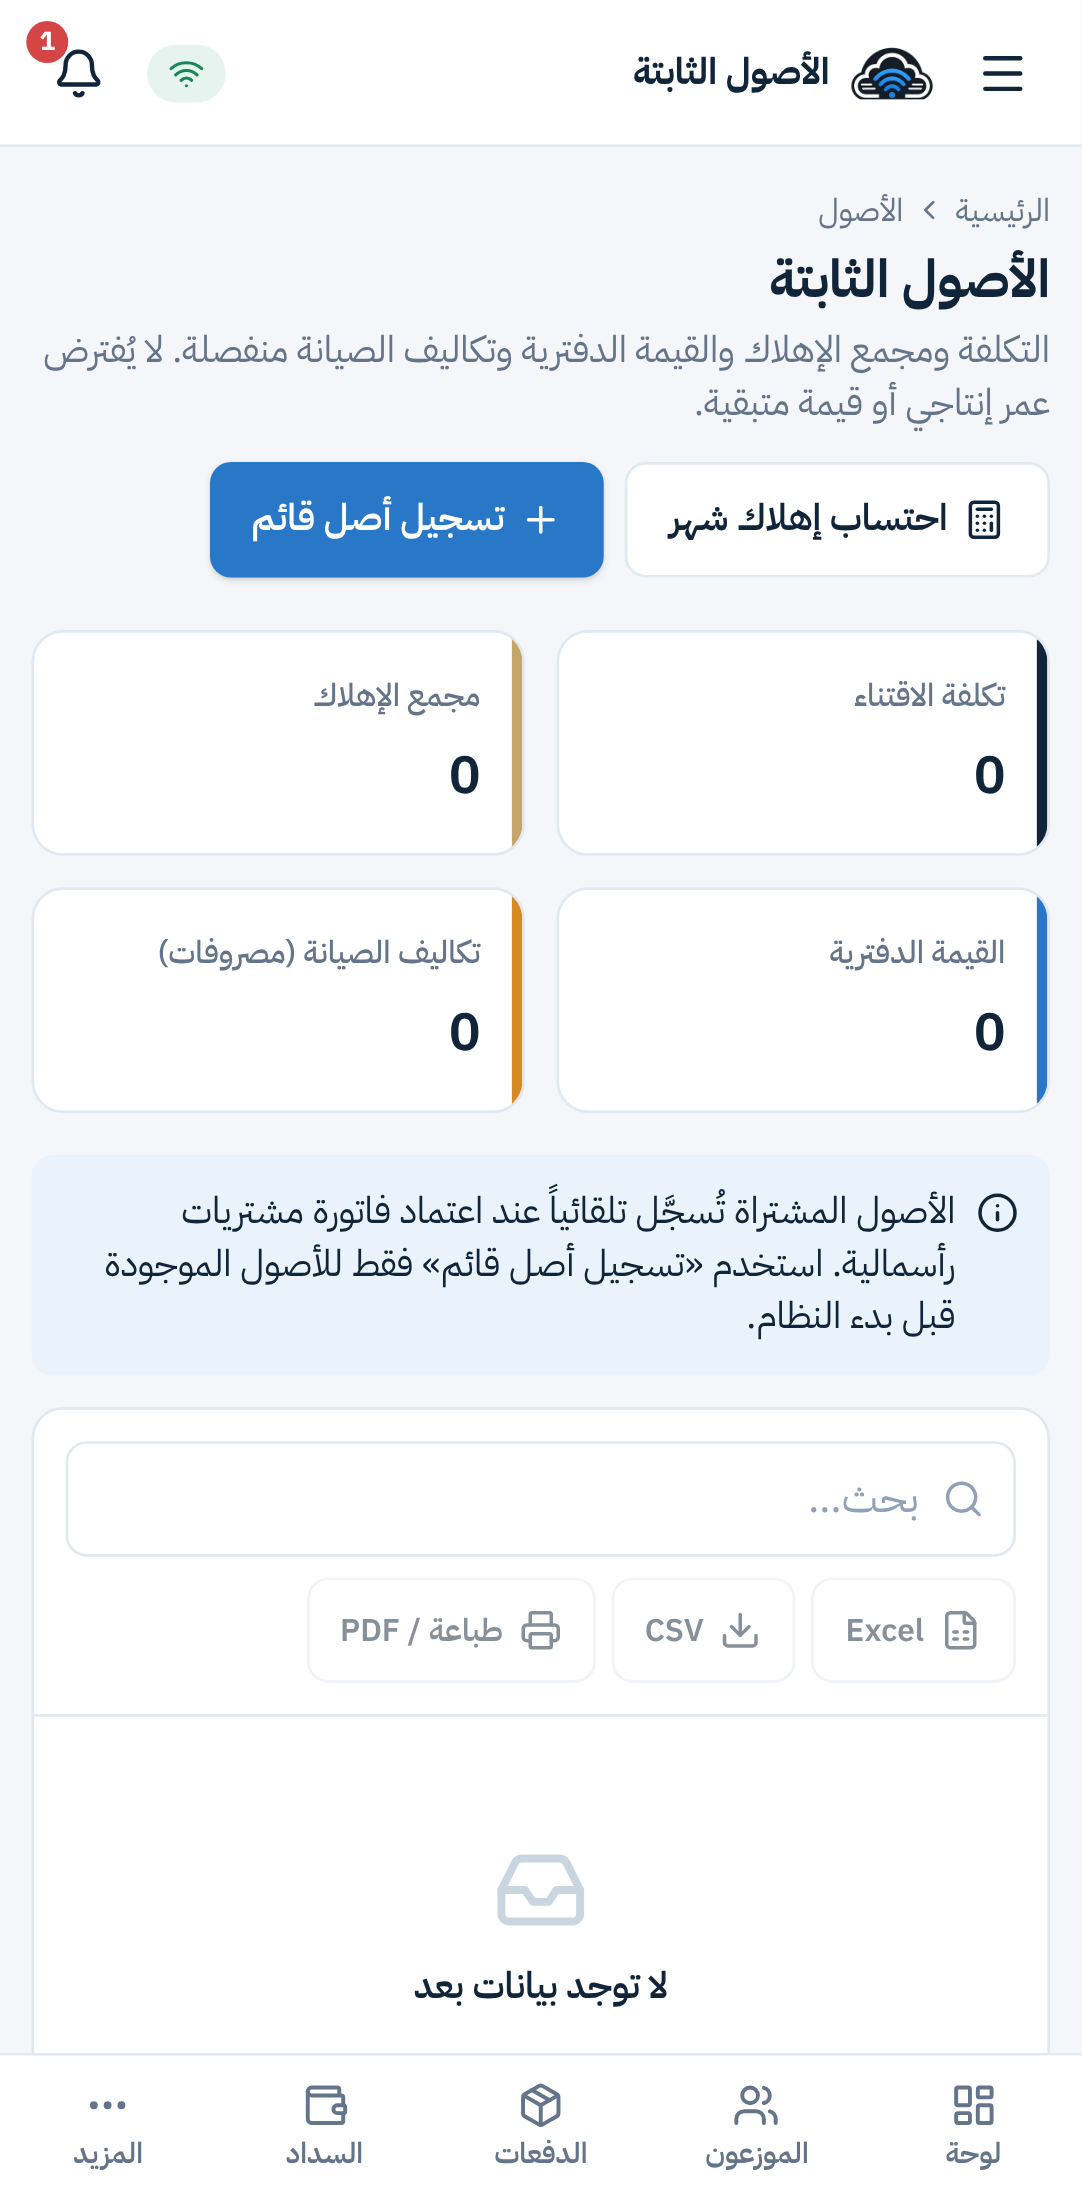 الأصول الثابتة
1
الرئيسية
الأصول
الأصول الثابتة
التكلفة ومجمع الإهلاك والقيمة الدفترية وتكاليف الصيانة منفصلة. لا يُفترض
عمر إنتاجي أو قيمة متبقية.
احتساب إهلاك شهر
تسجيل أصل قائم
تكلفة الاقتناء
0
مجمع الإهلاك
0
القيمة الدفترية
0
تكاليف الصيانة (مصروفات)
0
الأصول المشتراة تُسجَّل تلقائياً عند اعتماد فاتورة مشتريات
رأسمالية. استخدم «تسجيل أصل قائم» فقط للأصول الموجودة
قبل بدء النظام.
بحث...
Excel
CSV
طباعة / PDF
لا توجد بيانات بعد
لوحة
الموزعون
الدفعات
السداد
المزيد